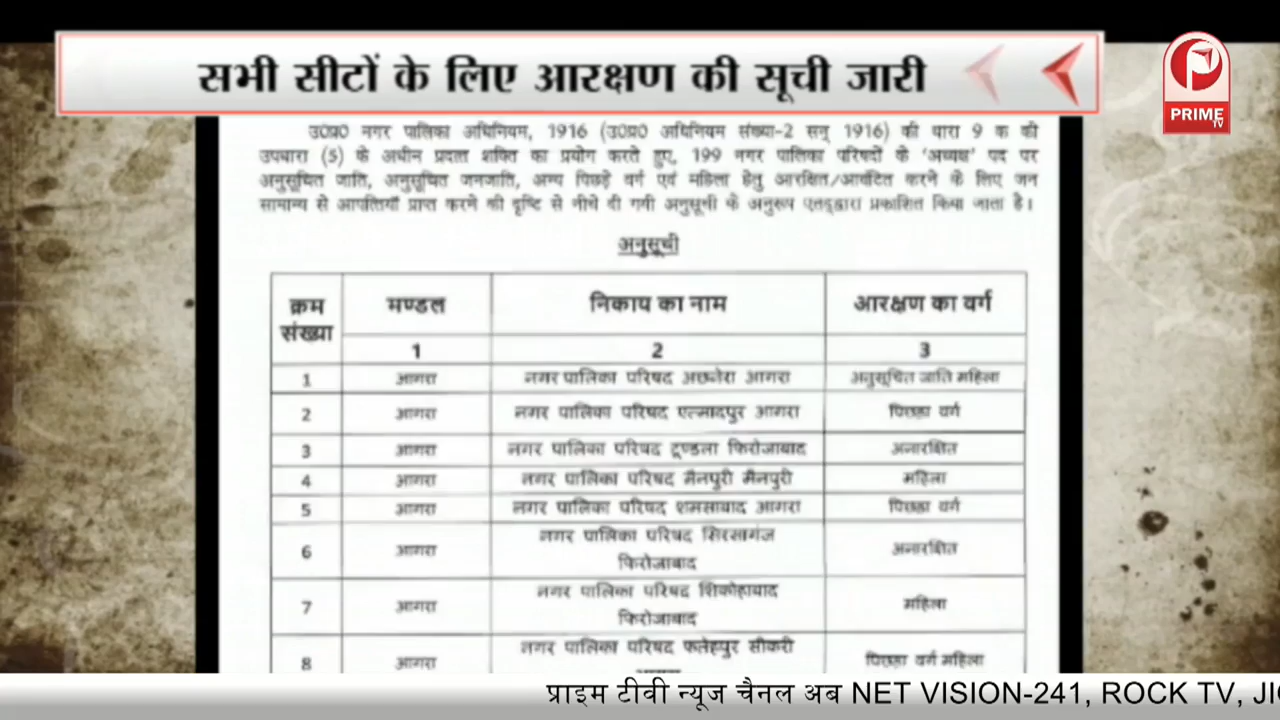 सभी सीटों के लिए आरक्षण की सूची जारी
PRIME
TV
उ0प्र0 नगर पालिका अधिनियम, 1916 (उ0प्र0 अधिनियम संख्या-2 सन् 1916) की धारा 9 क की
उपधारा (5) के अधीन प्रदत्त शक्ति का प्रयोग करते हुए, 199 नगर पालिका परिषदों के 'अध्यक्ष' पद पर
अनुसूचित जाति, अनुसूचित जनजाति, अन्य पिछड़े वर्ग एवं महिला हेतु आरक्षित/आवंटित करने के लिए जन
सामान्य से आपत्तियाँ प्राप्त करने की दृष्टि से नीचे दी गयी अनुसूची के अनुरूप एतद्द्वारा प्रकाशित किया जाता है।
अनुसूची
क्रम संख्या मण्डल निकाय का नाम आरक्षण का वर्ग
1 2 3
1 आगरा नगर पालिका परिषद अछनेरा आगरा अनुसूचित जाति महिला
2 आगरा नगर पालिका परिषद एत्मादपुर आगरा पिछड़ा वर्ग
3 आगरा नगर पालिका परिषद टूण्डला फिरोजाबाद अनारक्षित
4 आगरा नगर पालिका परिषद मैनपुरी मैनपुरी महिला
5 आगरा नगर पालिका परिषद शमसाबाद आगरा पिछड़ा वर्ग
6 आगरा नगर पालिका परिषद सिरसागंज फिरोजाबाद अनारक्षित
7 आगरा नगर पालिका परिषद शिकोहाबाद फिरोजाबाद महिला
8 आगरा नगर पालिका परिषद फतेहपुर सीकरी पिछड़ा वर्ग महिला
प्राइम टीवी न्यूज चैनल अब NET VISION-241, ROCK TV, JI